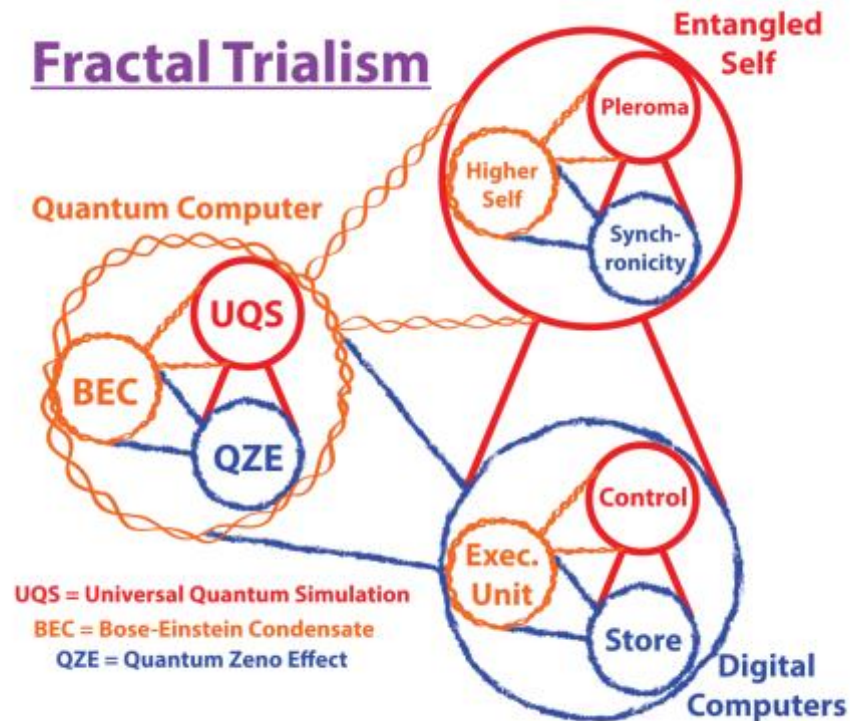 Fractal Trialism
Entangled
Self
Pleroma
Higher
Self
Synch-
ronicity
Quantum Computer
UQS
BEC
QZE
Control
Exec.
Unit
Store
UQS = Universal Quantum Simulation
BEC = Bose-Einstein Condensate
QZE = Quantum Zeno Effect
Digital
Computers